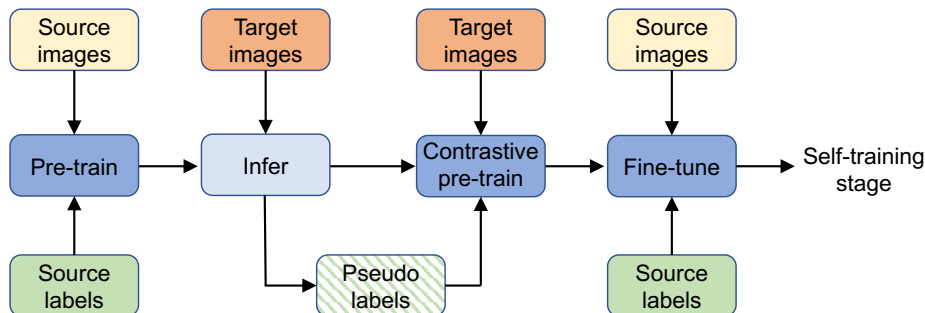 Source
images
Target
images
Target
images
Source
images
Pre-train
Infer
Contrastive
pre-train
Fine-tune
Self-training
stage
Source
labels
Pseudo
labels
Source
labels